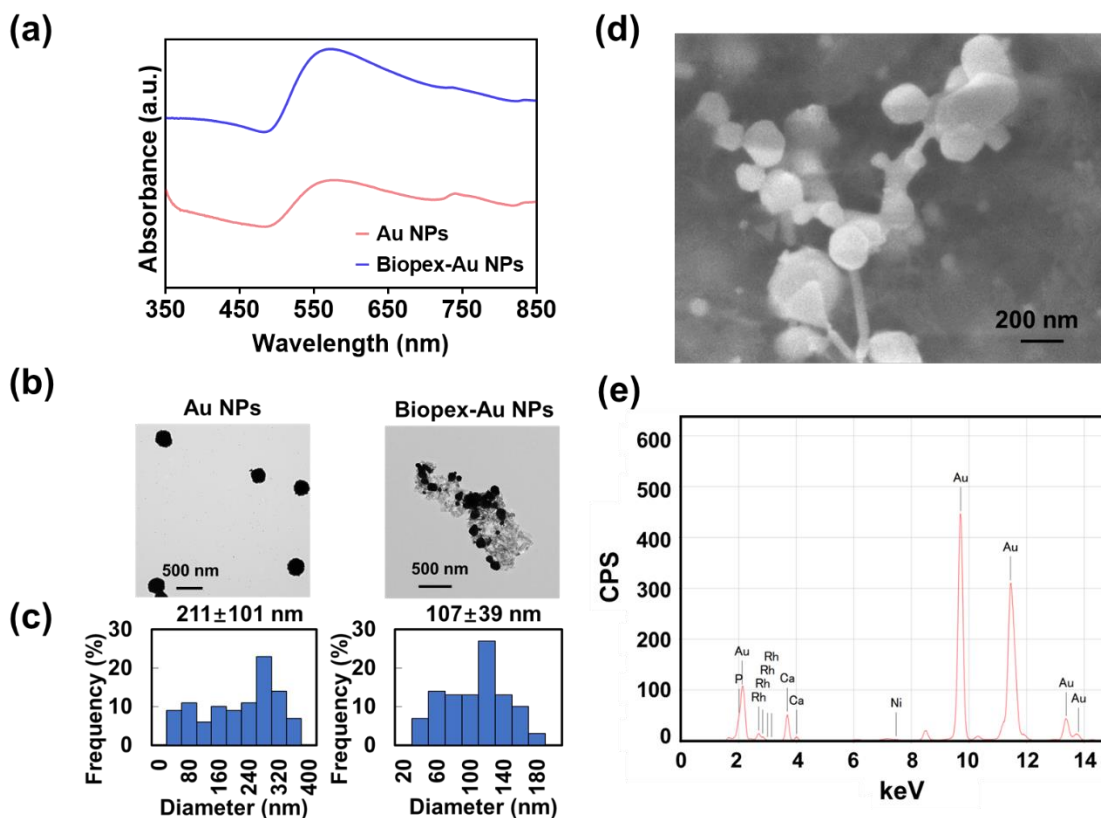 (a)
Absorbance (a.u.)
Au NPs
Biopex-Au NPs
350 450 550 650 750 850
Wavelength (nm)
(b)
Au NPs
Biopex-Au NPs
500 nm
500 nm
(c)
211±101 nm
107±39 nm
Frequency (%)
30
20
10
0
0 80 160 240 320 400
Diameter (nm)
Frequency (%)
30
20
10
0
20 60 100 140 180
Diameter (nm)
(d)
200 nm
(e)
CPS
600
500
400
300
200
100
0
P
Au
Rh
Rh
Rh
Rh
Ca
Ca
Ni
Au
Au
Au
Au
0 2 4 6 8 10 12 14
keV